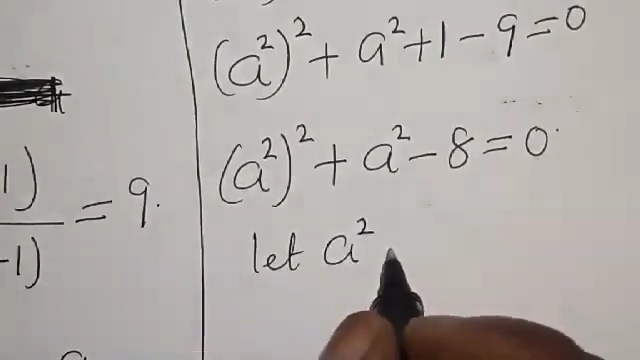 (a²)² + a² + 1 - 9 = 0
(a²)² + a² - 8 = 0
1)
-1) = 9.
let a²